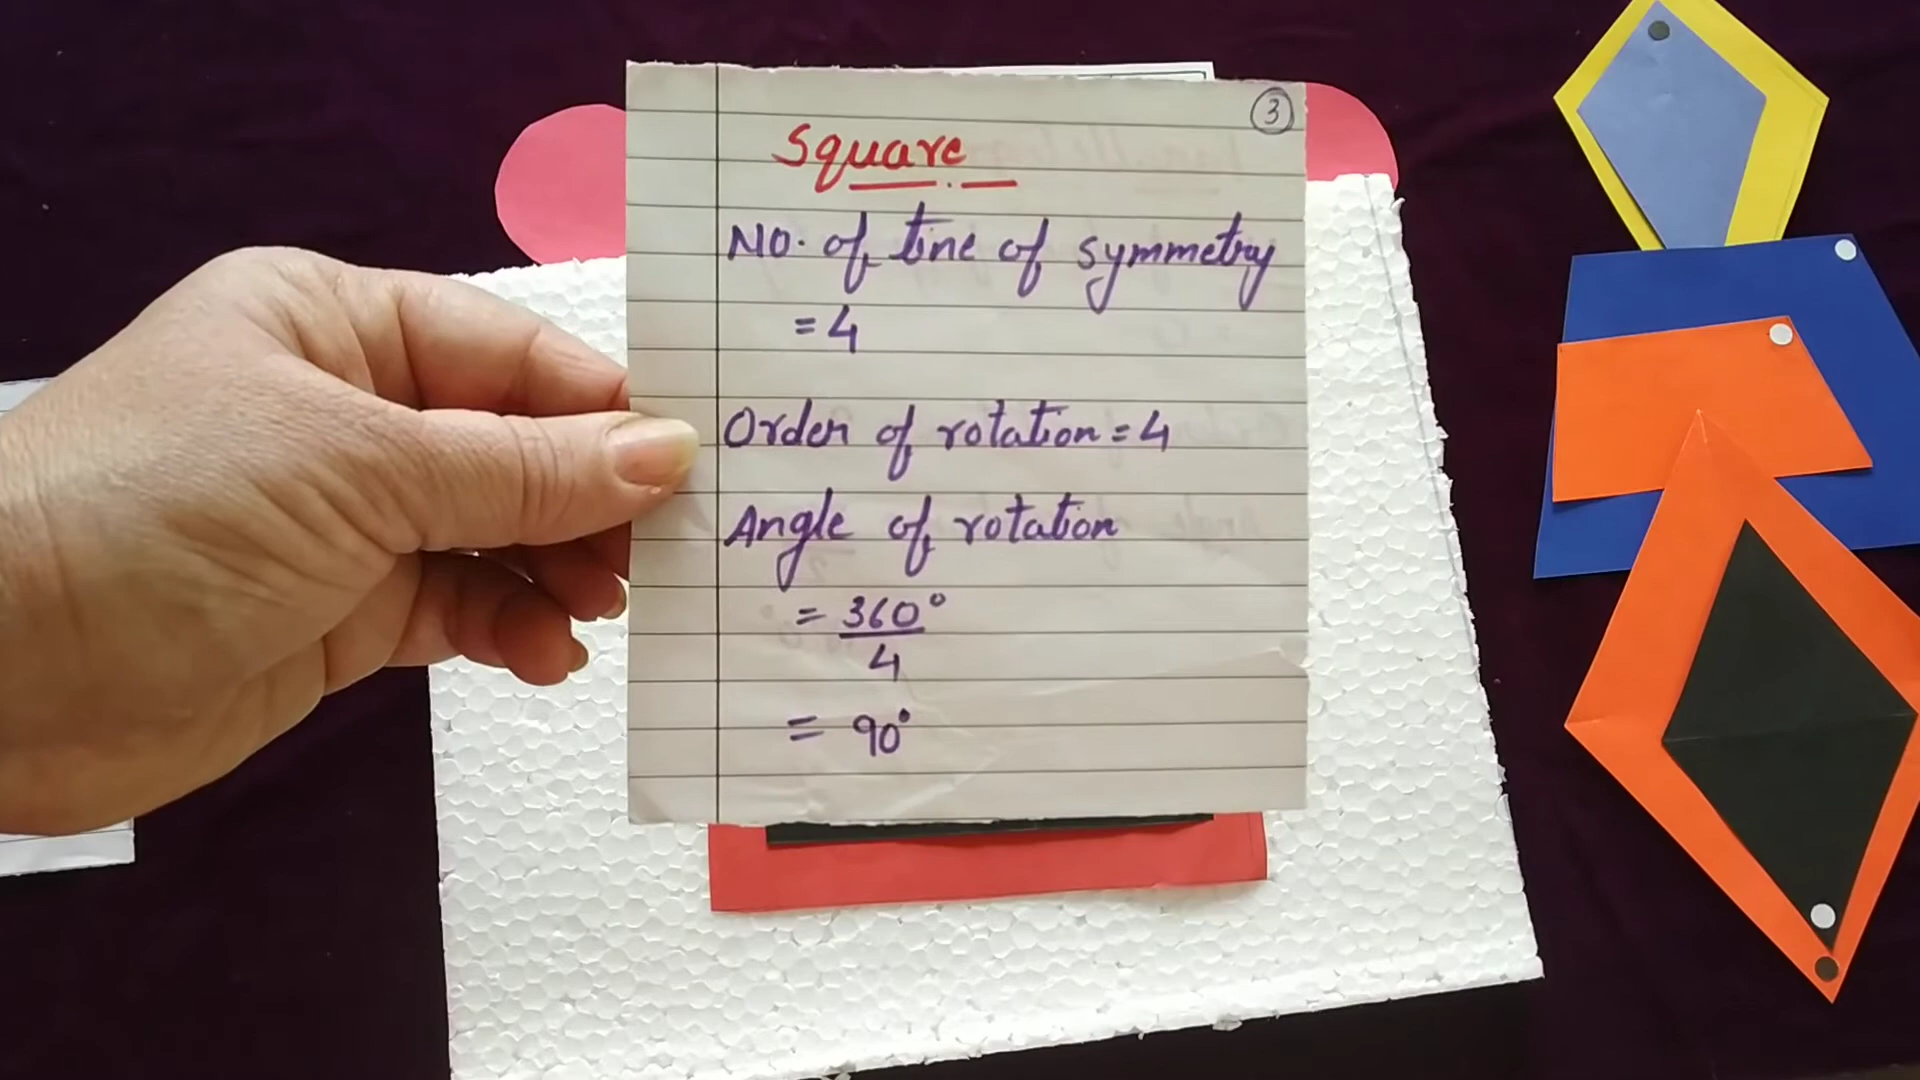 3
Square
No. of line of symmetry
= 4
Order of rotation = 4
Angle of rotation
= 360°
4
= 90°